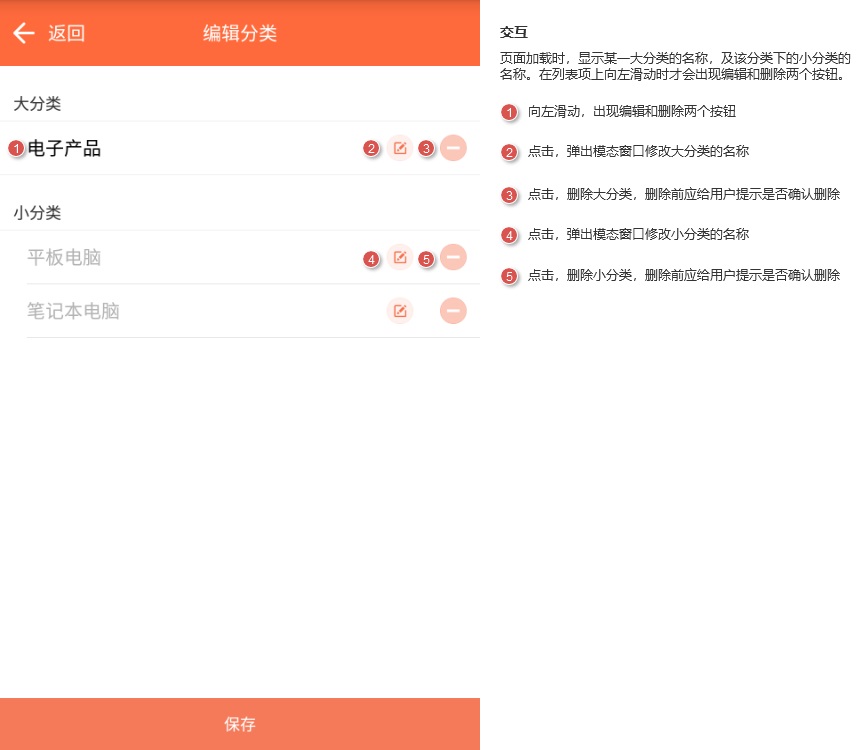 返回
编辑分类
大分类
1 电子产品 2 3
小分类
平板电脑 4 5
笔记本电脑
保存
交互
页面加载时，显示某一大分类的名称，及该分类下的小分类的
名称。在列表项上向左滑动时才会出现编辑和删除两个按钮。
1 向左滑动，出现编辑和删除两个按钮
2 点击，弹出模态窗口修改大分类的名称
3 点击，删除大分类，删除前应给用户提示是否确认删除
4 点击，弹出模态窗口修改小分类的名称
5 点击，删除小分类，删除前应给用户提示是否确认删除